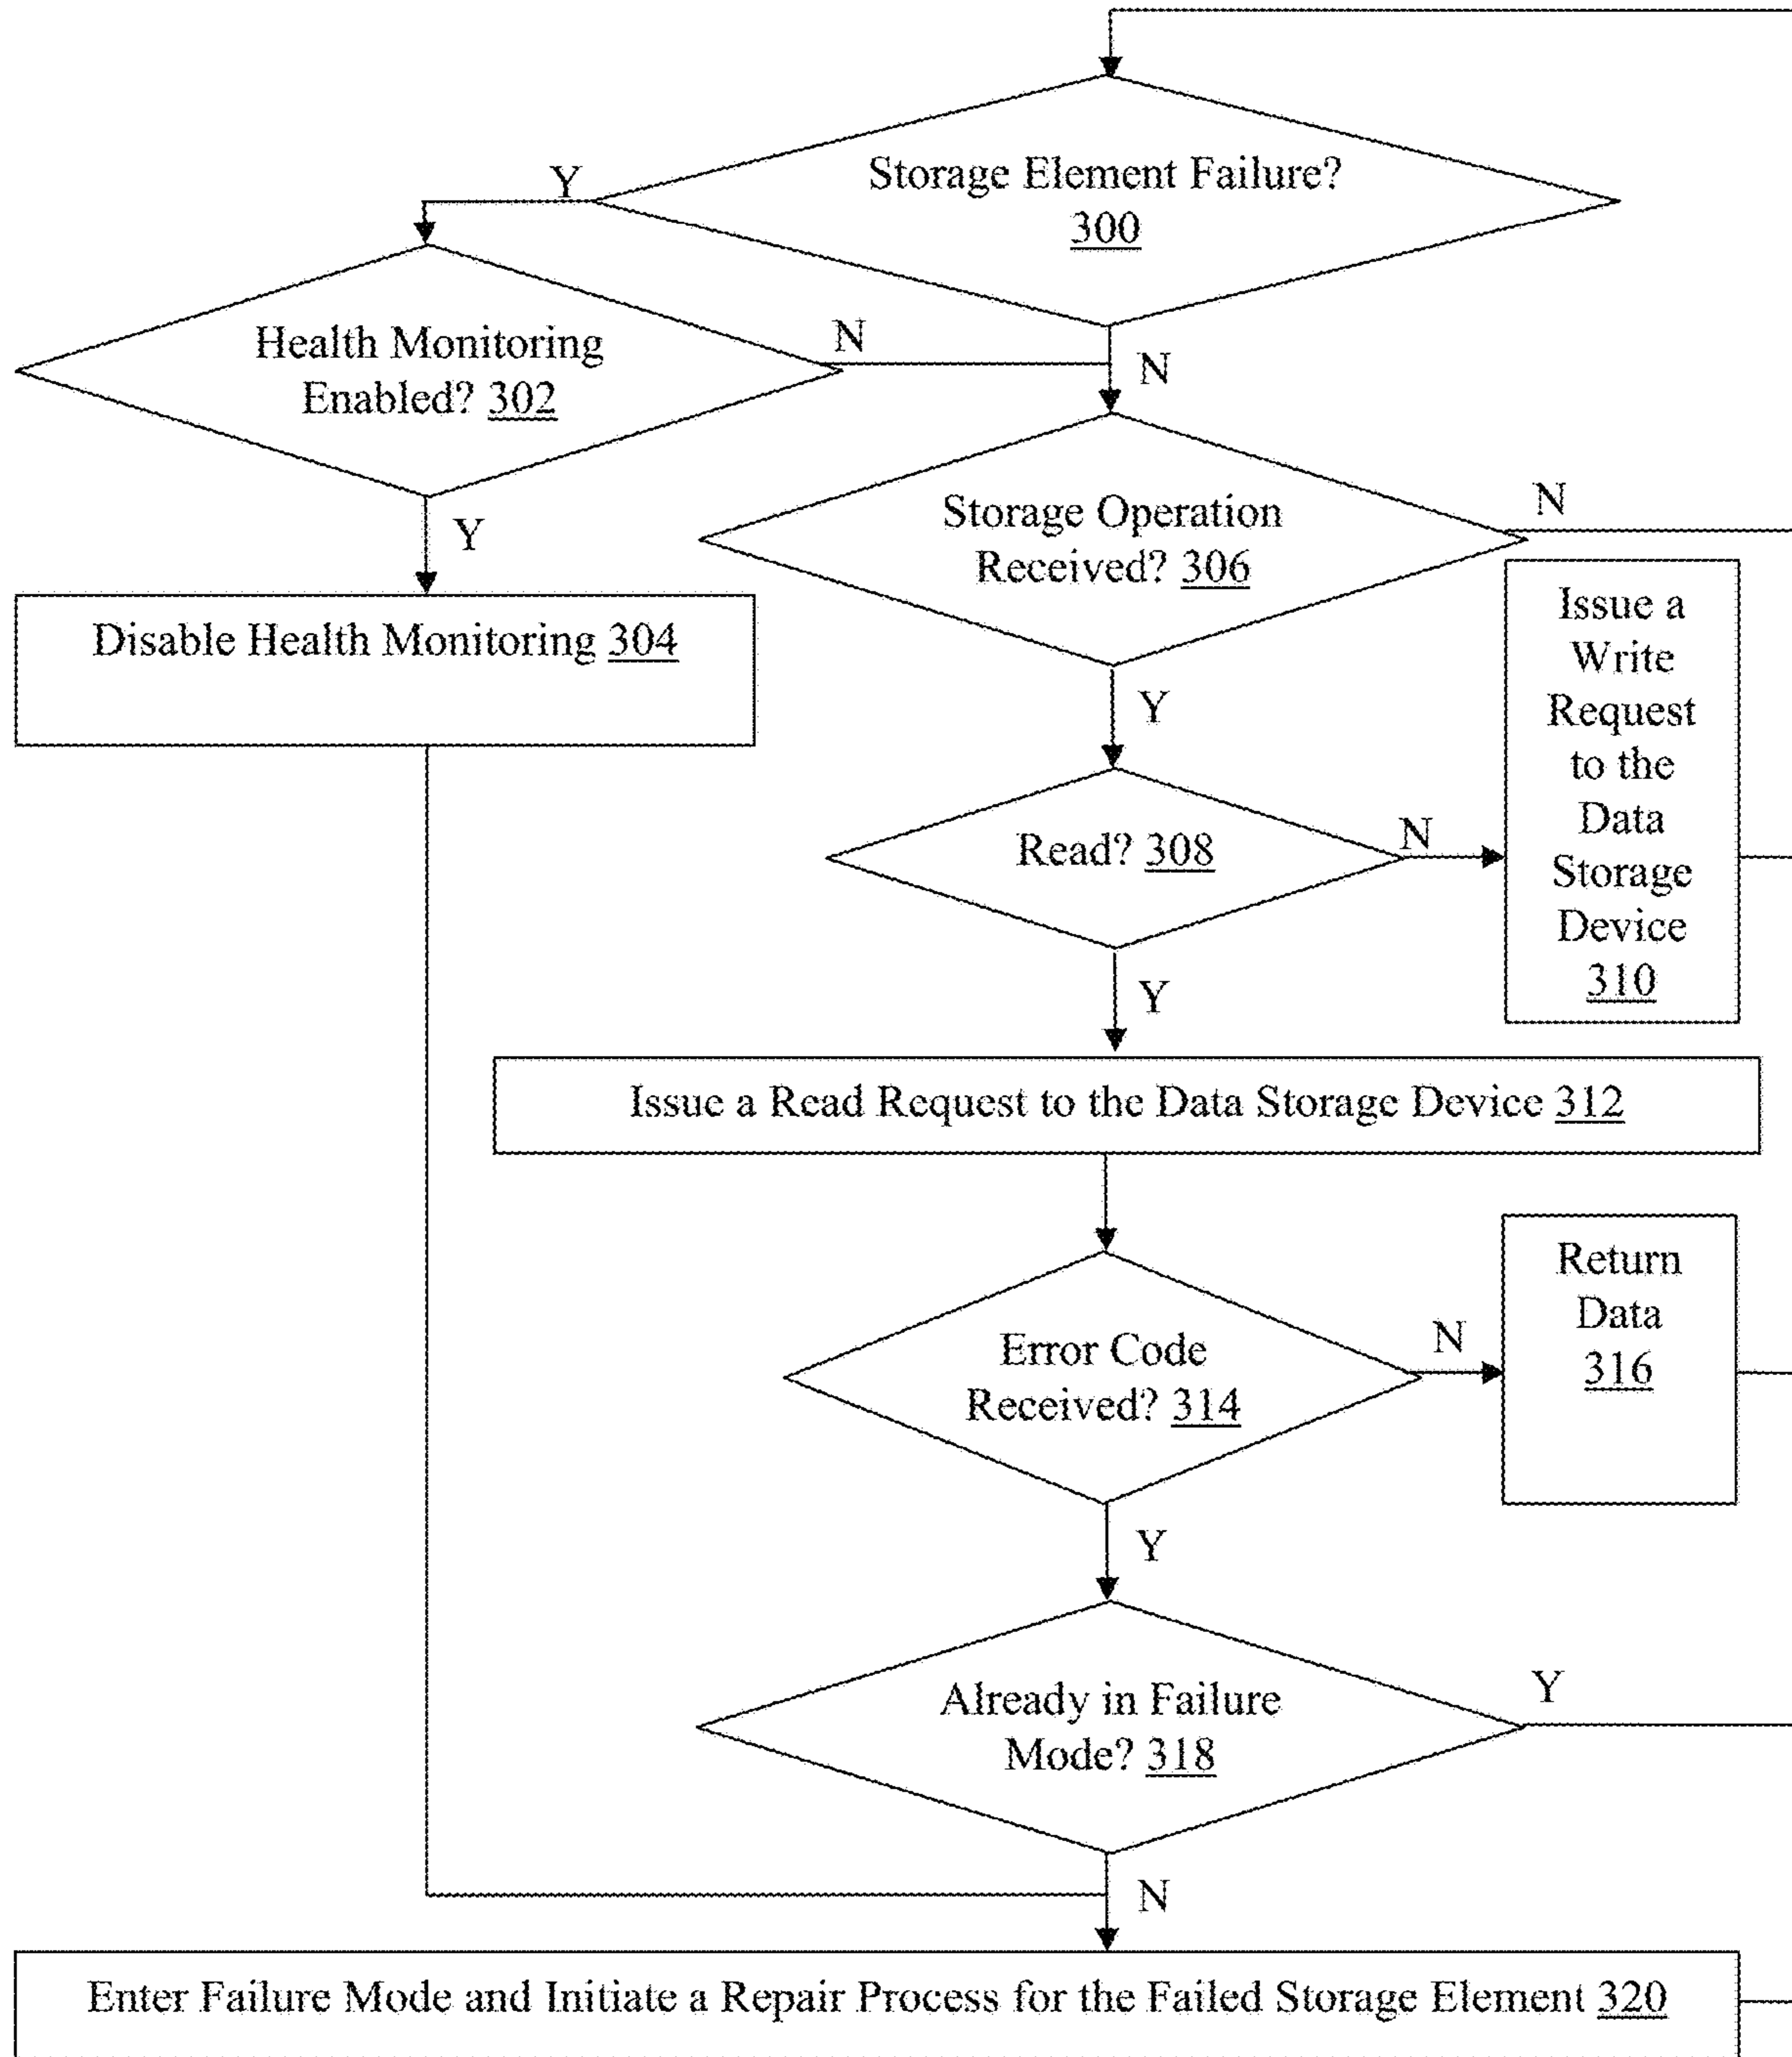 Storage Element Failure?
300
Y
Health Monitoring
Enabled? 302
N
N
Y
Storage Operation
Received? 306
N
Disable Health Monitoring 304
Y
Issue a
Write
Request
to the
Data
Storage
Device
310
Read? 308
N
Y
Issue a Read Request to the Data Storage Device 312
Error Code
Received? 314
N
Return
Data
316
Y
Already in Failure
Mode? 318
Y
N
Enter Failure Mode and Initiate a Repair Process for the Failed Storage Element 320